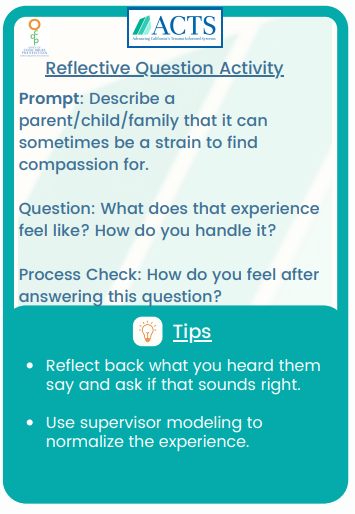 ACTS
Advancing California's Trauma-Informed Systems
Reflective Question Activity
Prompt: Describe a
parent/child/family that it can
sometimes be a strain to find
compassion for.
Question: What does that experience
feel like? How do you handle it?
Process Check: How do you feel after
answering this question?
Tips
• Reflect back what you heard them
say and ask if that sounds right.
• Use supervisor modeling to
normalize the experience.